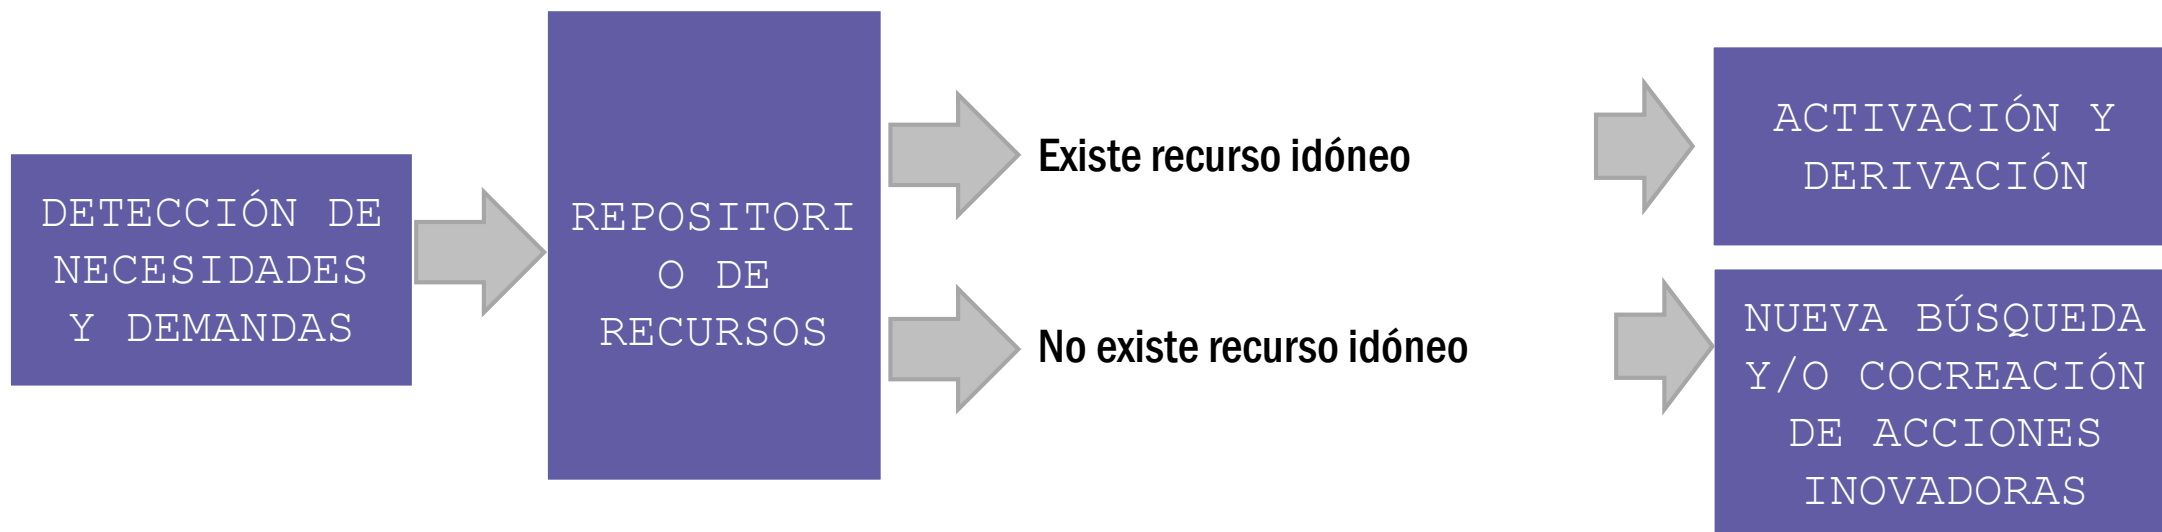 DETECCIÓN DE
NECESIDADES
Y DEMANDAS
REPOSITORI
O DE
RECURSOS
Existe recurso idóneo
No existe recurso idóneo
ACTIVACIÓN Y
DERIVACIÓN
NUEVA BÚSQUEDA
Y/O COCREACIÓN
DE ACCIONES
INOVADORAS